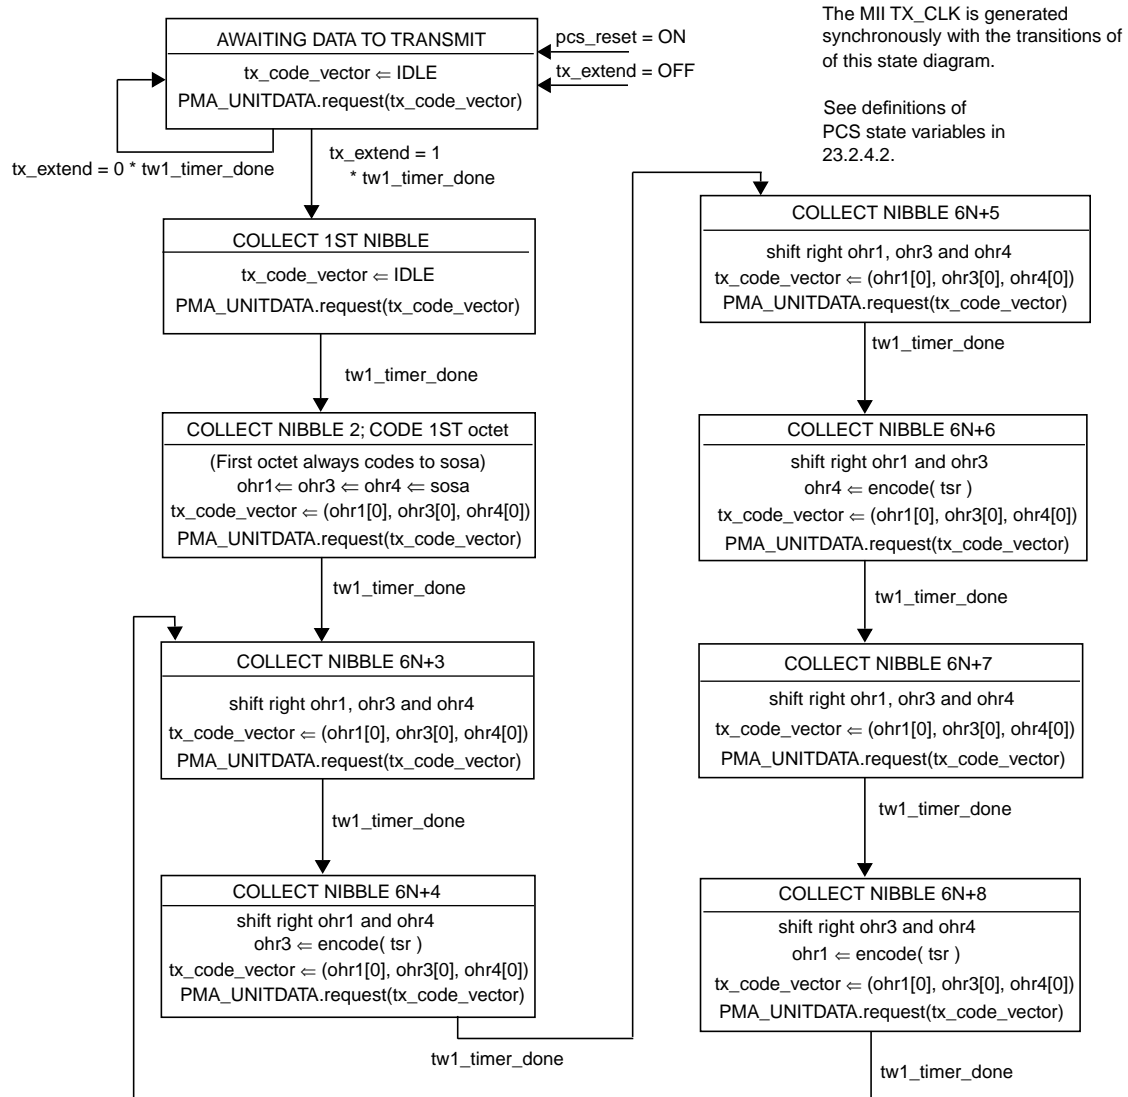 AWAITING DATA TO TRANSMIT
tx_code_vector ⇐ IDLE
PMA_UNITDATA.request(tx_code_vector)
pcs_reset = ON
tx_extend = OFF
tx_extend = 0 * tw1_timer_done
tx_extend = 1
* tw1_timer_done
COLLECT 1ST NIBBLE
tx_code_vector ⇐ IDLE
PMA_UNITDATA.request(tx_code_vector)
tw1_timer_done
COLLECT NIBBLE 2; CODE 1ST octet
(First octet always codes to sosa)
ohr1⇐ ohr3 ⇐ ohr4 ⇐ sosa
tx_code_vector ⇐ (ohr1[0], ohr3[0], ohr4[0])
PMA_UNITDATA.request(tx_code_vector)
tw1_timer_done
COLLECT NIBBLE 6N+3
shift right ohr1, ohr3 and ohr4
tx_code_vector ⇐ (ohr1[0], ohr3[0], ohr4[0])
PMA_UNITDATA.request(tx_code_vector)
tw1_timer_done
COLLECT NIBBLE 6N+4
shift right ohr1 and ohr4
ohr3 ⇐ encode( tsr )
tx_code_vector ⇐ (ohr1[0], ohr3[0], ohr4[0])
PMA_UNITDATA.request(tx_code_vector)
tw1_timer_done
The MII TX_CLK is generated
synchronously with the transitions of
of this state diagram.
See definitions of
PCS state variables in
23.2.4.2.
COLLECT NIBBLE 6N+5
shift right ohr1, ohr3 and ohr4
tx_code_vector ⇐ (ohr1[0], ohr3[0], ohr4[0])
PMA_UNITDATA.request(tx_code_vector)
tw1_timer_done
COLLECT NIBBLE 6N+6
shift right ohr1 and ohr3
ohr4 ⇐ encode( tsr )
tx_code_vector ⇐ (ohr1[0], ohr3[0], ohr4[0])
PMA_UNITDATA.request(tx_code_vector)
tw1_timer_done
COLLECT NIBBLE 6N+7
shift right ohr1, ohr3 and ohr4
tx_code_vector ⇐ (ohr1[0], ohr3[0], ohr4[0])
PMA_UNITDATA.request(tx_code_vector)
tw1_timer_done
COLLECT NIBBLE 6N+8
shift right ohr3 and ohr4
ohr1 ⇐ encode( tsr )
tx_code_vector ⇐ (ohr1[0], ohr3[0], ohr4[0])
PMA_UNITDATA.request(tx_code_vector)
tw1_timer_done